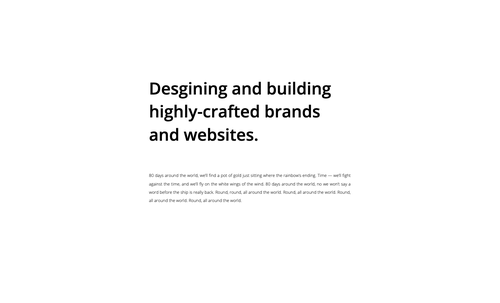 Desgining and building
highly-crafted brands
and websites.
80 days around the world, we'll find a pot of gold just sitting where the rainbow's ending. Time — we'll fight
against the time, and we'll fly on the white wings of the wind. 80 days around the world, no we won't say a
word before the ship is really back. Round, round, all around the world. Round, all around the world. Round,
all around the world. Round, all around the world.